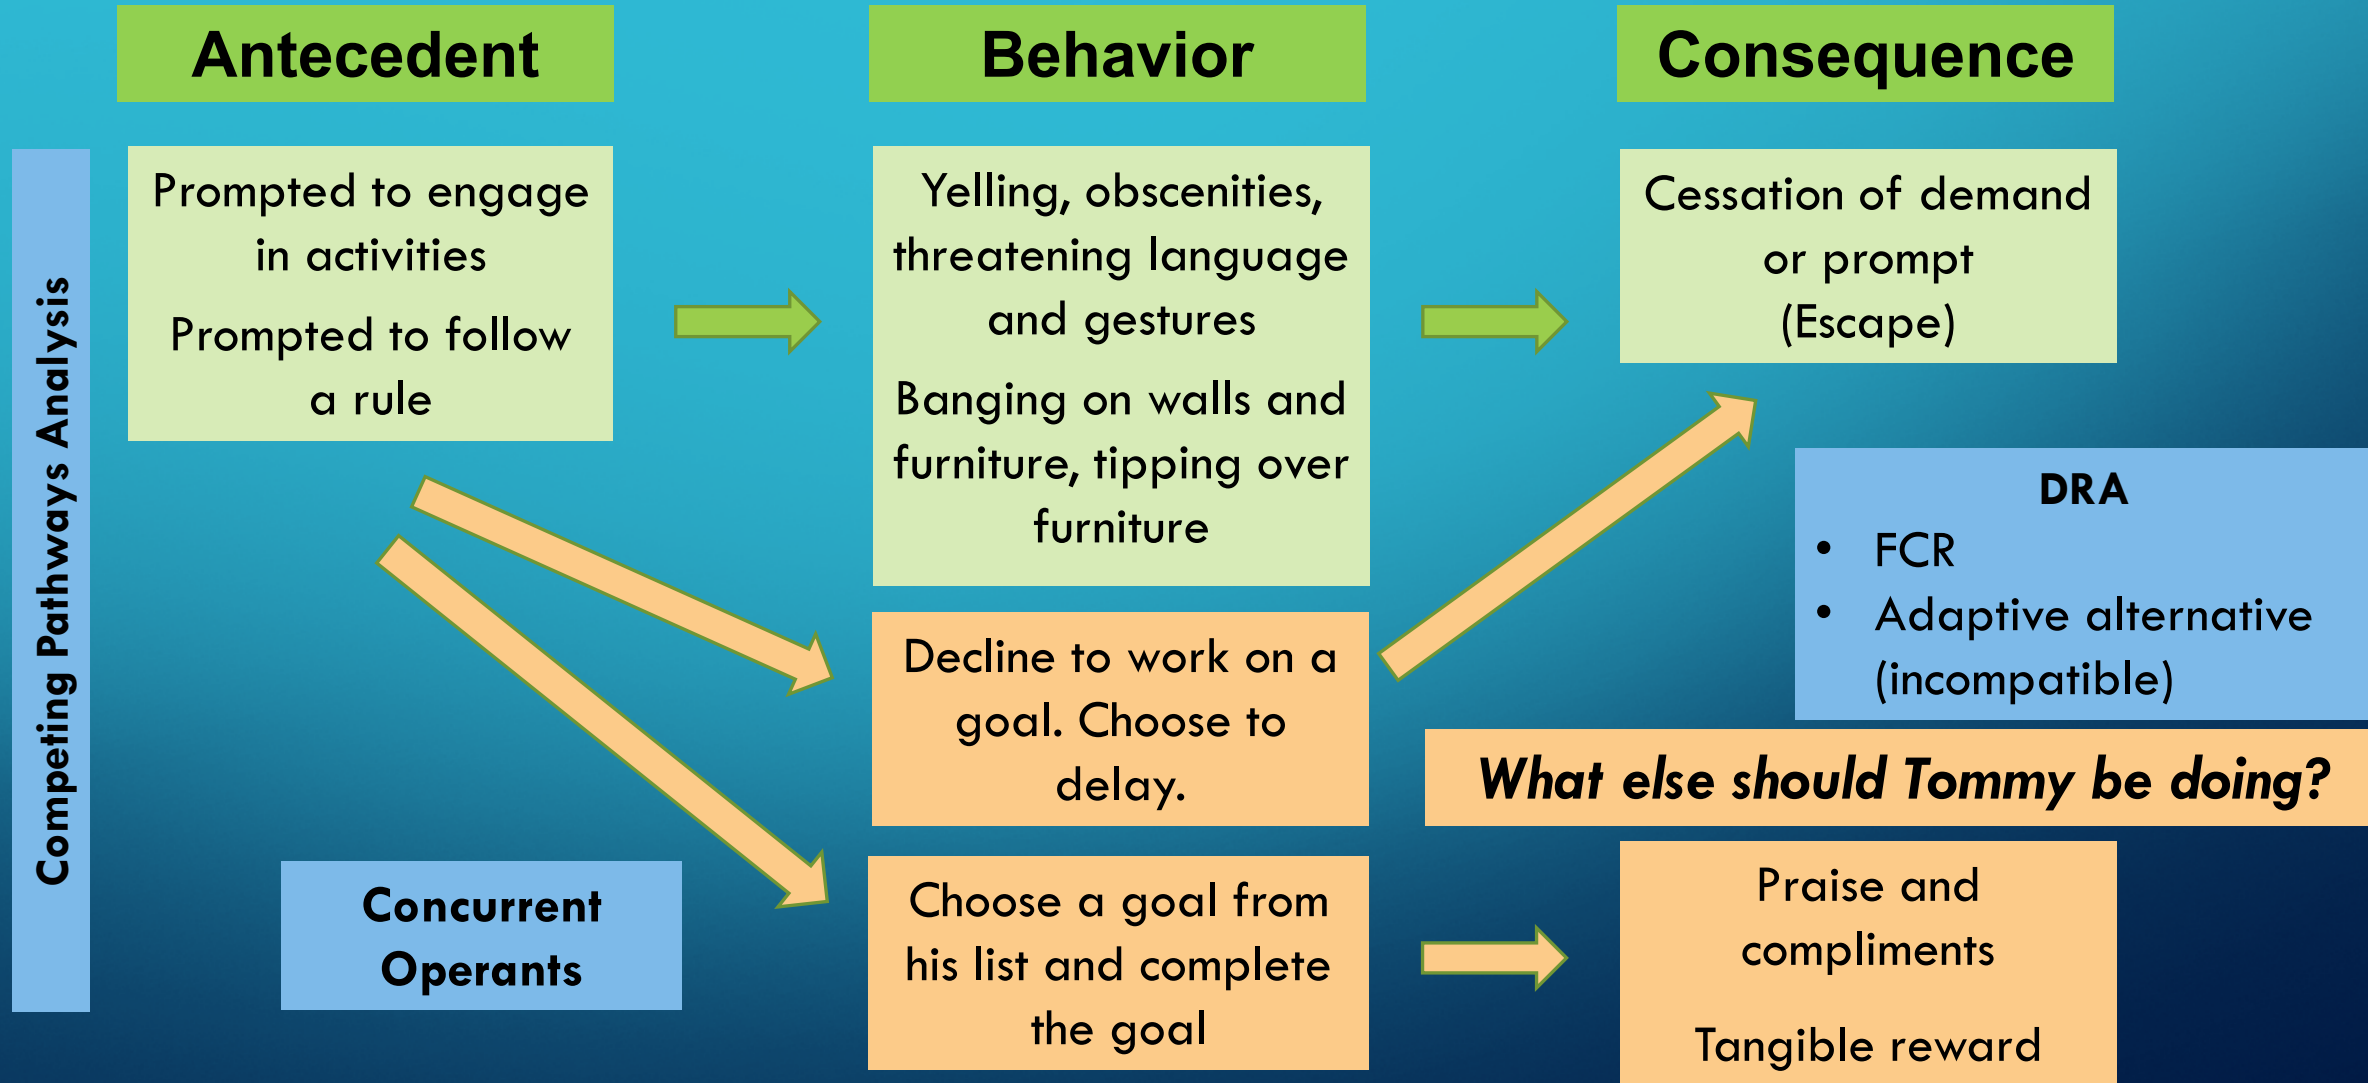 Antecedent
Behavior
Consequence
Competing Pathways Analysis
Prompted to engage
in activities
Prompted to follow
a rule
Yelling, obscenities,
threatening language
and gestures
Banging on walls and
furniture, tipping over
furniture
Cessation of demand
or prompt
(Escape)
DRA
• FCR
• Adaptive alternative
(incompatible)
Decline to work on a
goal. Choose to
delay.
What else should Tommy be doing?
Concurrent
Operants
Choose a goal from
his list and complete
the goal
Praise and
compliments
Tangible reward